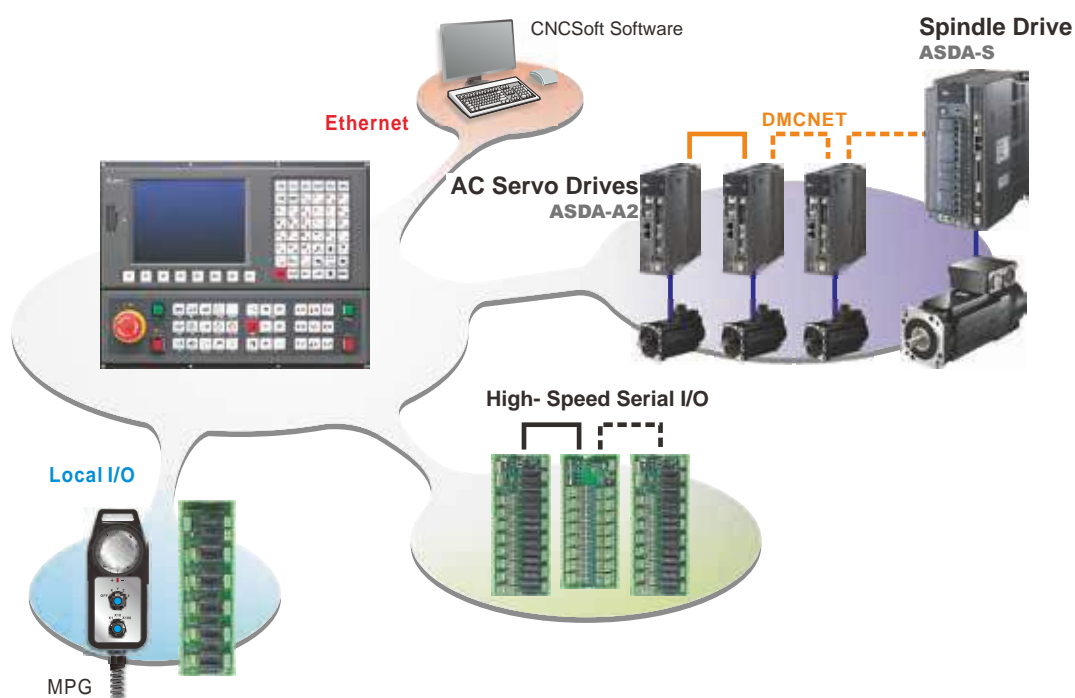 CNCSoft Software
Spindle Drive
ASDA-S
Ethernet
DMCNET
AC Servo Drives
ASDA-A2
High- Speed Serial I/O
Local I/O
MPG